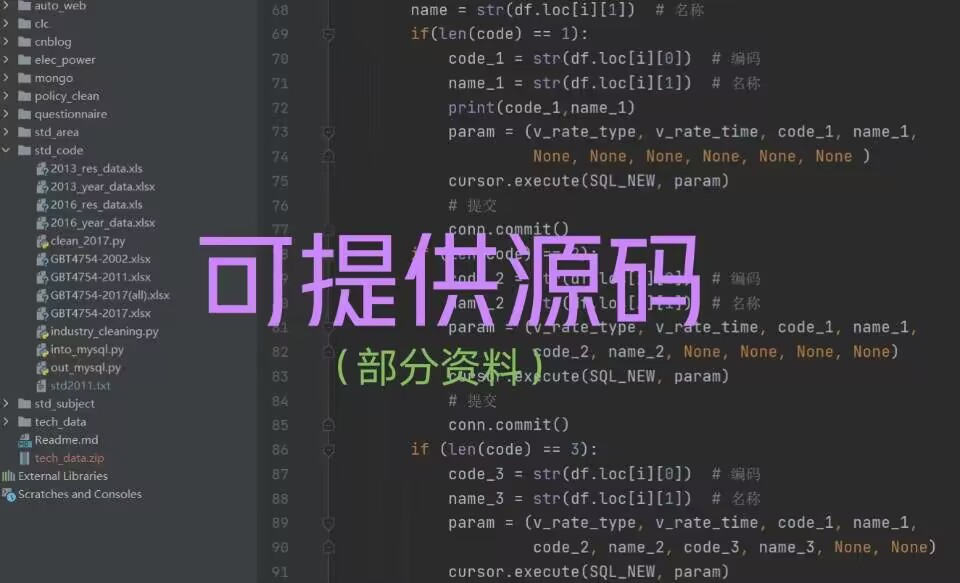 auto_web
clc
cnblog
elec_power
mongo
policy_clean
questionnaire
std_area
std_code
2013_res_data.xls
2013_year_data.xlsx
2016_res_data.xls
2016_year_data.xlsx
clean_2017.py
GBT4754-2002.xlsx
GBT4754-2011.xlsx
GBT4754-2017(all).xlsx
GBT4754-2017.xlsx
industry_cleaning.py
into_mysql.py
out_mysql.py
std2011.txt
std_subject
tech_data
Readme.md
tech_data.zip
External Libraries
Scratches and Consoles
68 name = str(df.loc[i][1]) # 名称
69 if(len(code) == 1):
70 code_1 = str(df.loc[i][0]) # 编码
71 name_1 = str(df.loc[i][1]) # 名称
72 print(code_1,name_1)
73 param = (v_rate_type, v_rate_time, code_1, name_1,
74 None, None, None, None, None, None )
75 cursor.execute(SQL_NEW, param)
76 # 提交
77 conn.commit()
# 编码
# 名称
81 param = (v_rate_type, v_rate_time, code_1, name_1,
82 code_2, name_2, None, None, None, None)
83 cursor.execute(SQL_NEW, param)
84 # 提交
85 conn.commit()
86 if (len(code) == 3):
87 code_3 = str(df.loc[i][0]) # 编码
88 name_3 = str(df.loc[i][1]) # 名称
89 param = (v_rate_type, v_rate_time, code_1, name_1,
90 code_2, name_2, code_3, name_3, None, None)
91 cursor.execute(SQL_NEW, param)
可提供源码
（部分资料）